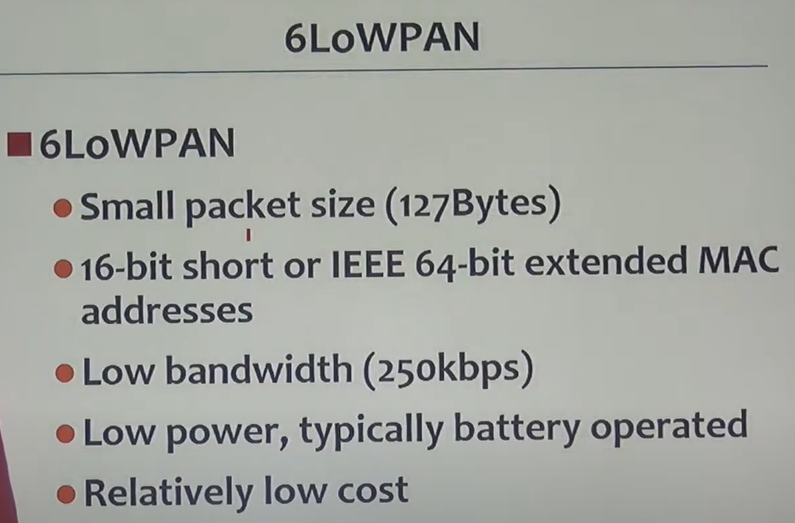 6LoWPAN
6LoWPAN
Small packet size (127Bytes)
16-bit short or IEEE 64-bit extended MAC
addresses
Low bandwidth (250kbps)
Low power, typically battery operated
Relatively low cost